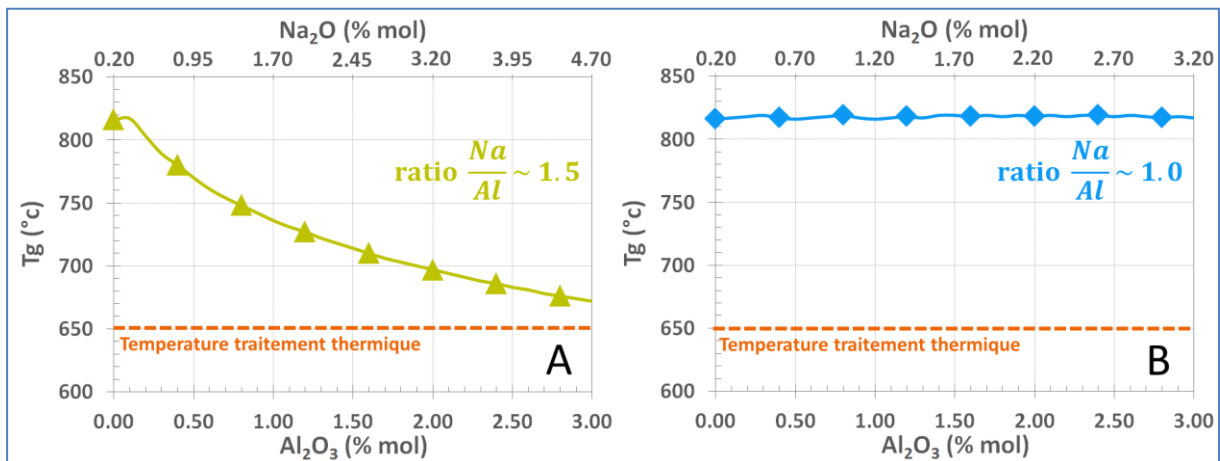 Na₂O (% mol)
0.20 0.95 1.70 2.45 3.20 3.95 4.70
850
800
750
700
650
600
Tg (°c)
ratio Na/Al ~ 1.5
Temperature traitement thermique
A
0.00 0.50 1.00 1.50 2.00 2.50 3.00
Al₂O₃ (% mol)
Na₂O (% mol)
0.20 0.70 1.20 1.70 2.20 2.70 3.20
850
800
750
700
650
600
Tg (°c)
ratio Na/Al ~ 1.0
Temperature traitement thermique
B
0.00 0.50 1.00 1.50 2.00 2.50 3.00
Al₂O₃ (% mol)